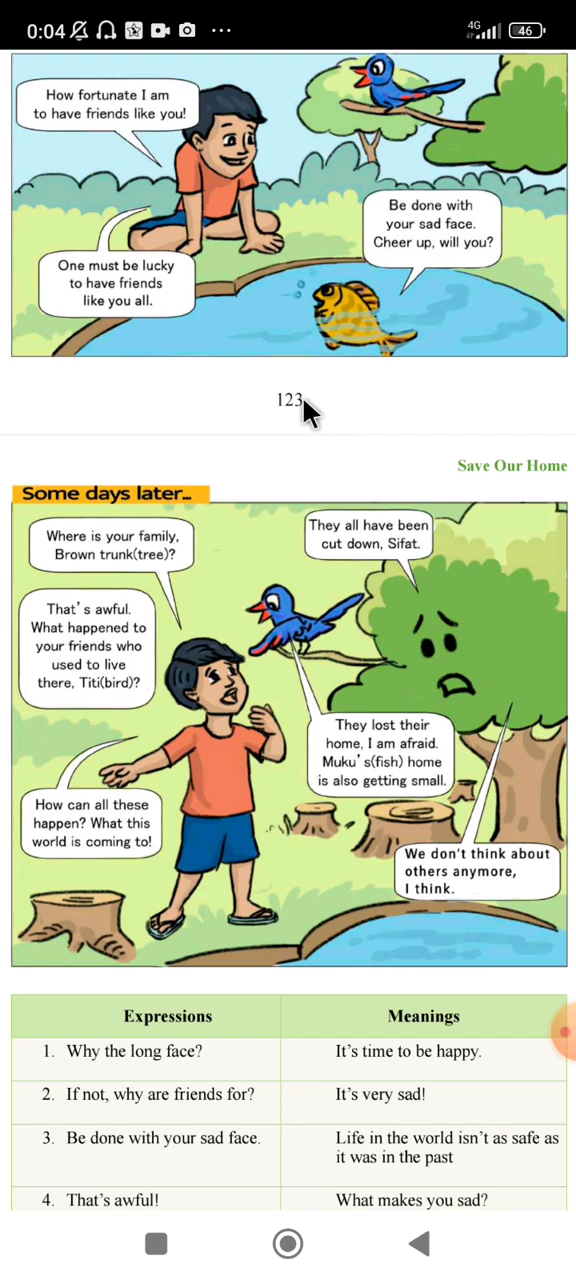 0:04
4G
46
How fortunate I am
to have friends like you!
Be done with
your sad face.
Cheer up, will you?
One must be lucky
to have friends
like you all.
123
Save Our Home
Some days later...
Where is your family,
Brown trunk(tree)?
They all have been
cut down, Sifat.
That's awful.
What happened to
your friends who
used to live
there, Titi(bird)?
They lost their
home, I am afraid.
Muku's(fish) home
is also getting small.
How can all these
happen? What this
world is coming to!
We don't think about
others anymore,
I think.
Expressions Meanings
1. Why the long face? It's time to be happy.
2. If not, why are friends for? It's very sad!
3. Be done with your sad face. Life in the world isn't as safe as
it was in the past
4. That's awful! What makes you sad?